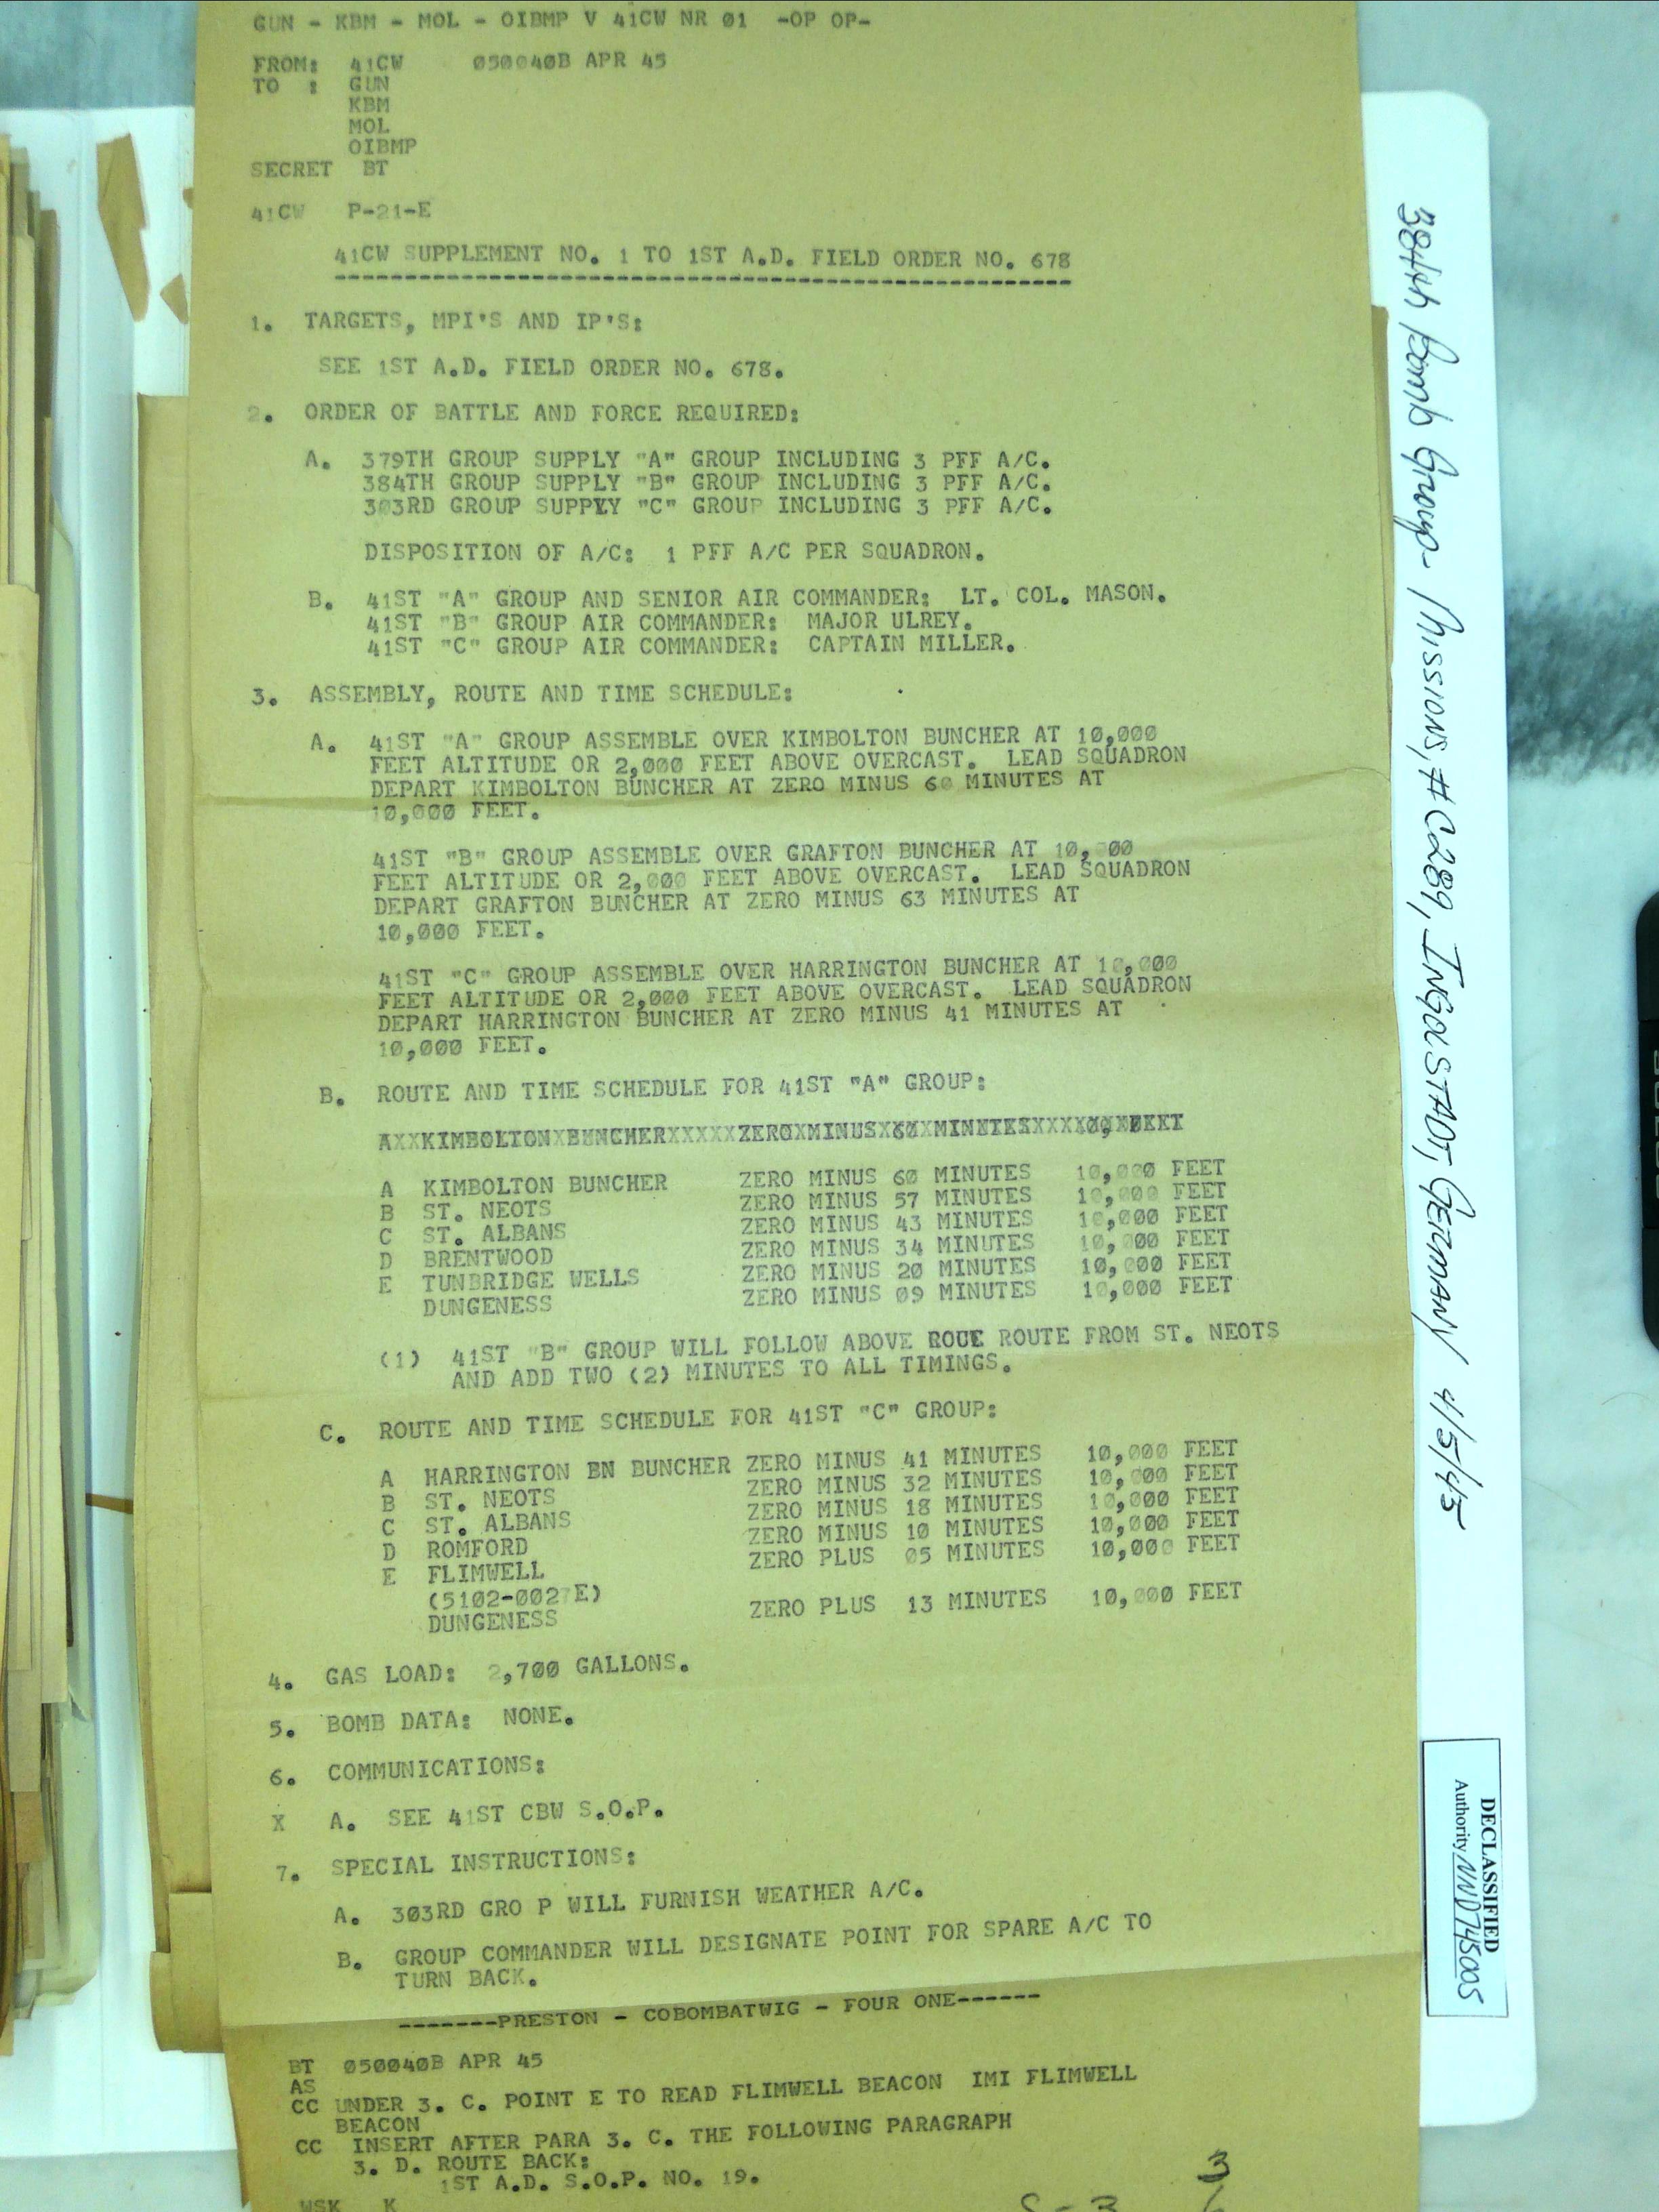 GUN - KBM - MOL - OIBMP V 41CW NR 01 -OP OP-
FROM: 41CW 050040B APR 45
TO : GUN
KBM
MOL
OIBMP
SECRET BT
41CW P-21-E
41CW SUPPLEMENT NO. 1 TO 1ST A.D. FIELD ORDER NO. 678
1. TARGETS, MPI'S AND IP'S:
SEE 1ST A.D. FIELD ORDER NO. 678.
2. ORDER OF BATTLE AND FORCE REQUIRED:
A. 379TH GROUP SUPPLY "A" GROUP INCLUDING 3 PFF A/C.
384TH GROUP SUPPLY "B" GROUP INCLUDING 3 PFF A/C.
303RD GROUP SUPPYY "C" GROUP INCLUDING 3 PFF A/C.
DISPOSITION OF A/C: 1 PFF A/C PER SQUADRON.
B. 41ST "A" GROUP AND SENIOR AIR COMMANDER: LT. COL. MASON.
41ST "B" GROUP AIR COMMANDER: MAJOR ULREY.
41ST "C" GROUP AIR COMMANDER: CAPTAIN MILLER.
3. ASSEMBLY, ROUTE AND TIME SCHEDULE:
A. 41ST "A" GROUP ASSEMBLE OVER KIMBOLTON BUNCHER AT 10,000
FEET ALTITUDE OR 2,000 FEET ABOVE OVERCAST. LEAD SQUADRON
DEPART KIMBOLTON BUNCHER AT ZERO MINUS 60 MINUTES AT
10,000 FEET.
41ST "B" GROUP ASSEMBLE OVER GRAFTON BUNCHER AT 10, 00
FEET ALTITUDE OR 2,000 FEET ABOVE OVERCAST. LEAD SQUADRON
DEPART GRAFTON BUNCHER AT ZERO MINUS 63 MINUTES AT
10,000 FEET.
41ST "C" GROUP ASSEMBLE OVER HARRINGTON BUNCHER AT 10,000
FEET ALTITUDE OR 2,000 FEET ABOVE OVERCAST. LEAD SQUADRON
DEPART HARRINGTON BUNCHER AT ZERO MINUS 41 MINUTES AT
10,000 FEET.
B. ROUTE AND TIME SCHEDULE FOR 41ST "A" GROUP:
AXXKIMBOLTONXBUNCHERXXXXXZEROXMINUSX60XMINUTESXXXX
A KIMBOLTON BUNCHER ZERO MINUS 60 MINUTES 10,000 FEET
B ST. NEOTS ZERO MINUS 57 MINUTES 10,000 FEET
C ST. ALBANS ZERO MINUS 43 MINUTES 10,000 FEET
D BRENTWOOD ZERO MINUS 34 MINUTES 10,000 FEET
E TUNBRIDGE WELLS ZERO MINUS 20 MINUTES 10,000 FEET
DUNGENESS ZERO MINUS 09 MINUTES 10,000 FEET
(1) 41ST "B" GROUP WILL FOLLOW ABOVE ROUE ROUTE FROM ST. NEOTS
AND ADD TWO (2) MINUTES TO ALL TIMINGS.
C. ROUTE AND TIME SCHEDULE FOR 41ST "C" GROUP:
A HARRINGTON BN BUNCHER ZERO MINUS 41 MINUTES 10,000 FEET
B ST. NEOTS ZERO MINUS 32 MINUTES 10,000 FEET
C ST. ALBANS ZERO MINUS 18 MINUTES 10,000 FEET
D ROMFORD ZERO MINUS 10 MINUTES 10,000 FEET
E FLIMWELL ZERO PLUS 05 MINUTES 10,000 FEET
(5102-0027E)
DUNGENESS ZERO PLUS 13 MINUTES 10,000 FEET
4. GAS LOAD: 2,700 GALLONS.
5. BOMB DATA: NONE.
6. COMMUNICATIONS:
X A. SEE 41ST CBW S.O.P.
7. SPECIAL INSTRUCTIONS:
A. 303RD GRO P WILL FURNISH WEATHER A/C.
B. GROUP COMMANDER WILL DESIGNATE POINT FOR SPARE A/C TO
TURN BACK.
-------PRESTON - COBOMBATWIG - FOUR ONE------
BT 050040B APR 45
AS
CC UNDER 3. C. POINT E TO READ FLIMWELL BEACON IMI FLIMWELL
BEACON
CC INSERT AFTER PARA 3. C. THE FOLLOWING PARAGRAPH
3. D. ROUTE BACK:
1ST A.D. S.O.P. NO. 19.
WSK K
3
S-3
384th Bomb Group - Missions, # Co289, INGOLSTADT, GERMANY 4/5/45
DECLASSIFIED
Authority NND745005